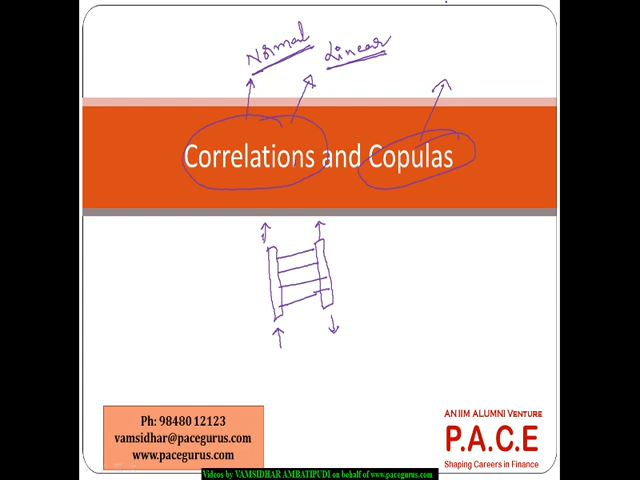 Normal Linear
Correlations and Copulas
Ph: 98480 12123
vamsidhar@pacegurus.com
www.pacegurus.com
AN IIM ALUMNI VENTURE
P.A.C.E
Shaping Careers in Finance
Videos by VAMSIDHAR AMBATIPUDI on behalf of www.pacegurus.com